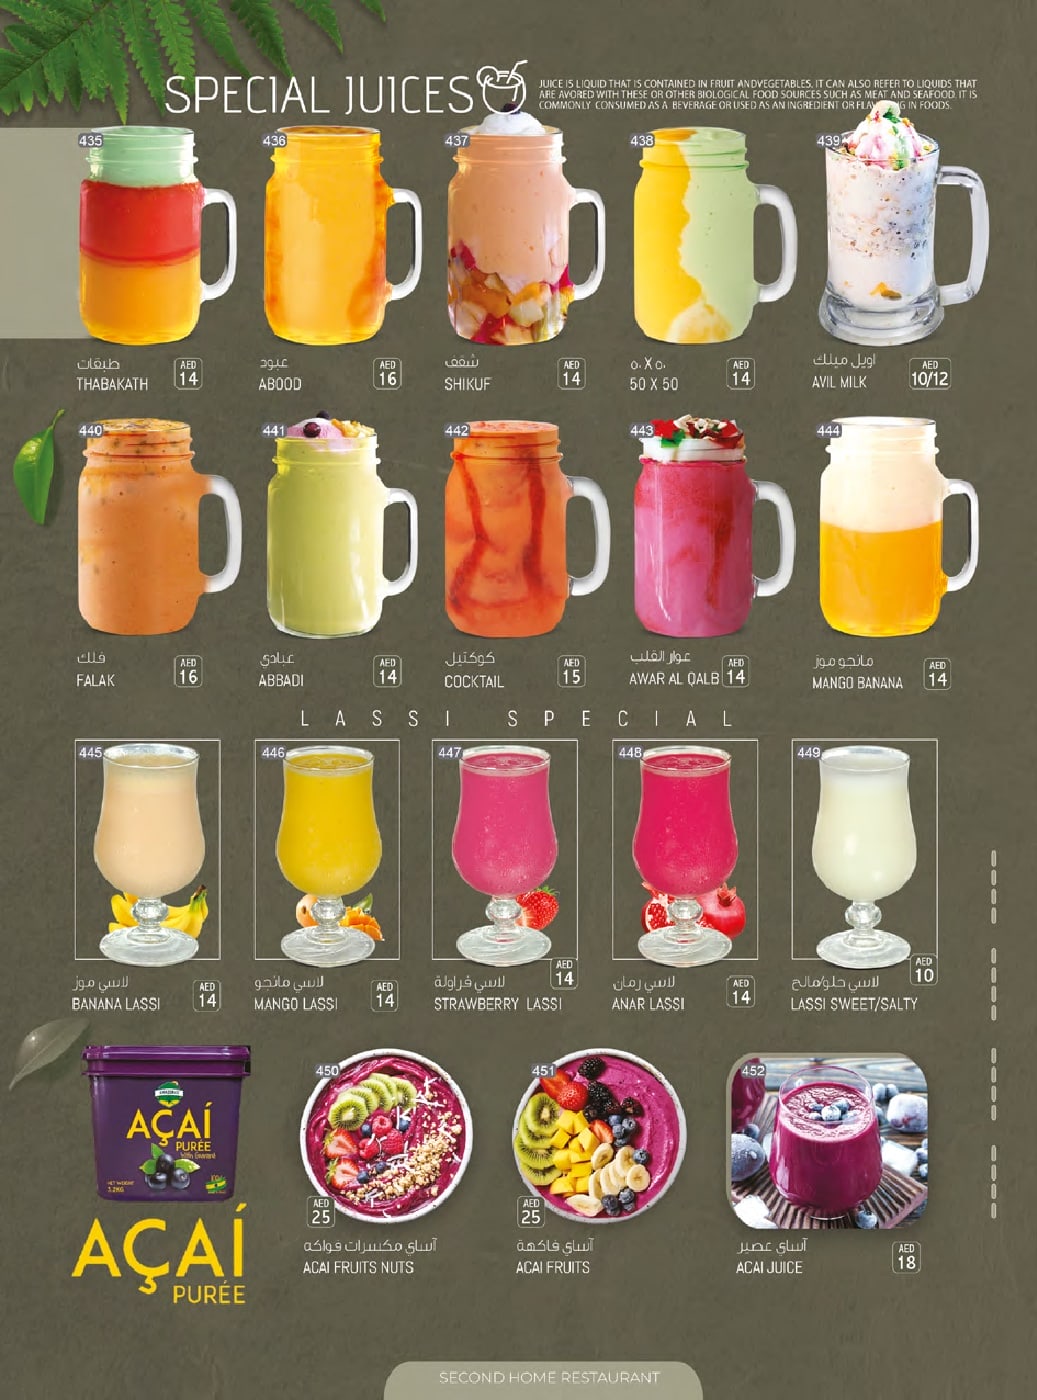 SPECIAL JUICES
JUICE IS LIQUID THAT IS CONTAINED IN FRUIT ANDVEGETABLES. IT CAN ALSO REFER TO LIQUIDS THAT
ARE AVORED WITH THESE OR OTHER BIOLOGICAL FOOD SOURCES SUCH AS MEAT AND SEAFOOD. IT IS
COMMONLY CONSUMED AS A BEVERAGE OR USED AS AN INGREDIENT OR FLAV NG IN FOODS.
435
طبقات
THABAKATH
AED
14
436
عبود
ABOOD
AED
16
437
شقف
SHIKUF
AED
14
438
٥٠ X ٥٠
50 X 50
AED
14
439
اويل ميلك
AVIL MILK
AED
10/12
440
فلك
FALAK
AED
16
441
عبادي
ABBADI
AED
14
442
كوكتيل
COCKTAIL
AED
15
443
عوار القلب
AWAR AL QALB
AED
14
444
مانجو موز
MANGO BANANA
AED
14
LASSI SPECIAL
445
لاسي موز
BANANA LASSI
AED
14
446
لاسي مانجو
MANGO LASSI
AED
14
447
لاسي فراولة
STRAWBERRY LASSI
AED
14
448
لاسي رمان
ANAR LASSI
AED
14
449
لاسي حلو/مالح
LASSI SWEET/SALTY
AED
10
AÇAÍ
PURÉE
With Guaraná
NET WEIGHT
3.2KG
AÇAÍ
PURÉE
450
AED
25
آساي مكسرات فواكه
ACAI FRUITS NUTS
451
AED
25
آساي فاكهة
ACAI FRUITS
452
آساي عصير
ACAI JUICE
AED
18
SECOND HOME RESTAURANT